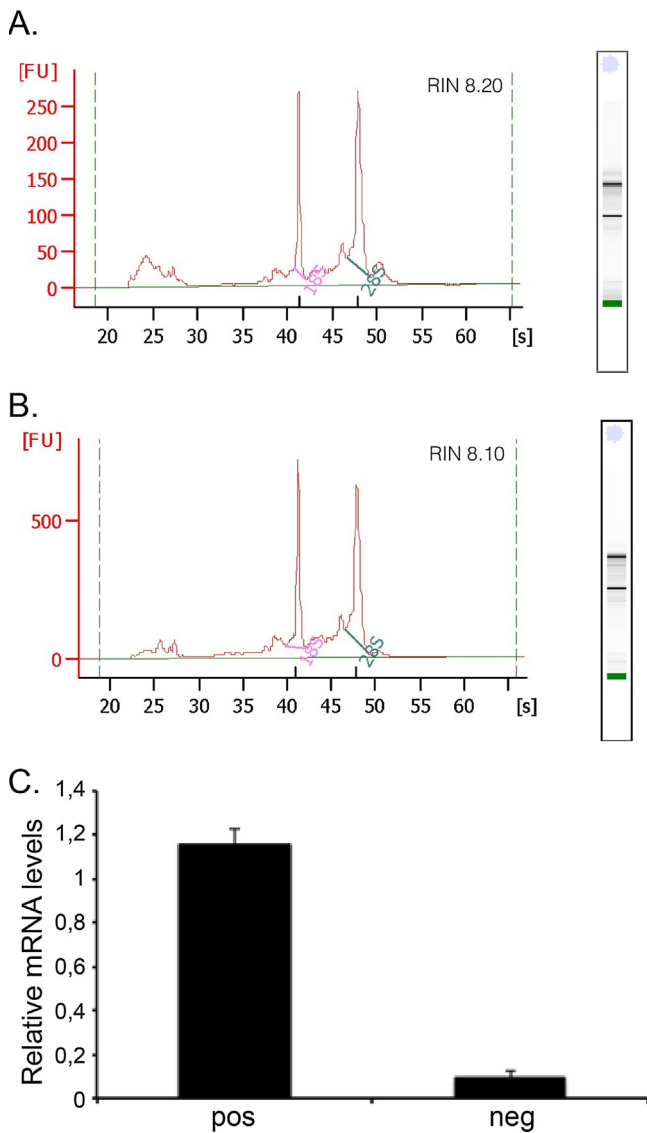 A.
[FU]
RIN 8.20
250
200
150
100
50
0
18S
28S
20 25 30 35 40 45 50 55 60 [s]
B.
[FU]
RIN 8.10
500
0
18S
28S
20 25 30 35 40 45 50 55 60 [s]
C.
Relative mRNA levels
1,4
1,2
1
0,8
0,6
0,4
0,2
0
pos neg